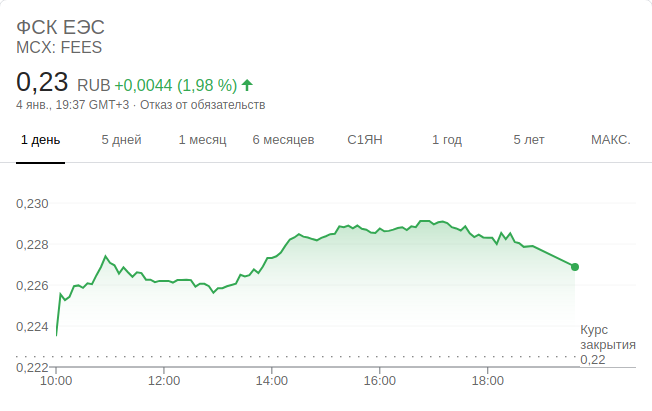 ФСК ЕЭС
MCX: FEES
0,23 RUB +0,0044 (1,98 %)
4 янв., 19:37 GMT+3 · Отказ от обязательств
1 день 5 дней 1 месяц 6 месяцев С1ЯН 1 год 5 лет МАКС.
0,230
0,228
0,226
0,224
Курс
закрытия
0,22
0,222
10:00 12:00 14:00 16:00 18:00